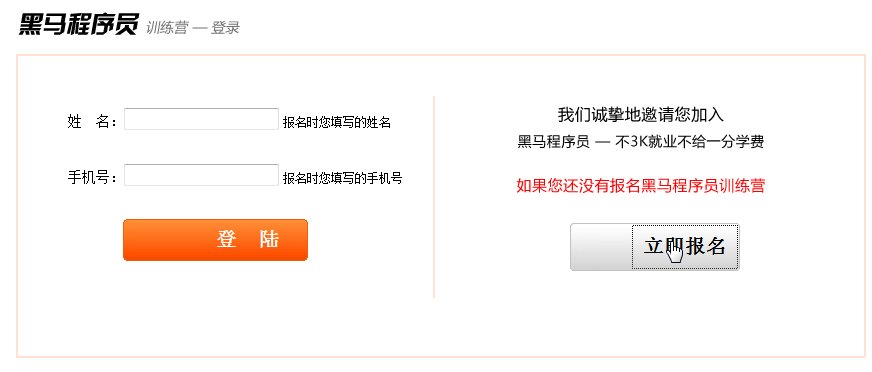 黑马程序员 训练营 — 登录
姓 名： 报名时您填写的姓名
手机号： 报名时您填写的手机号
登 陆
我们诚挚地邀请您加入
黑马程序员 — 不3K就业不给一分学费
如果您还没有报名黑马程序员训练营
立即报名